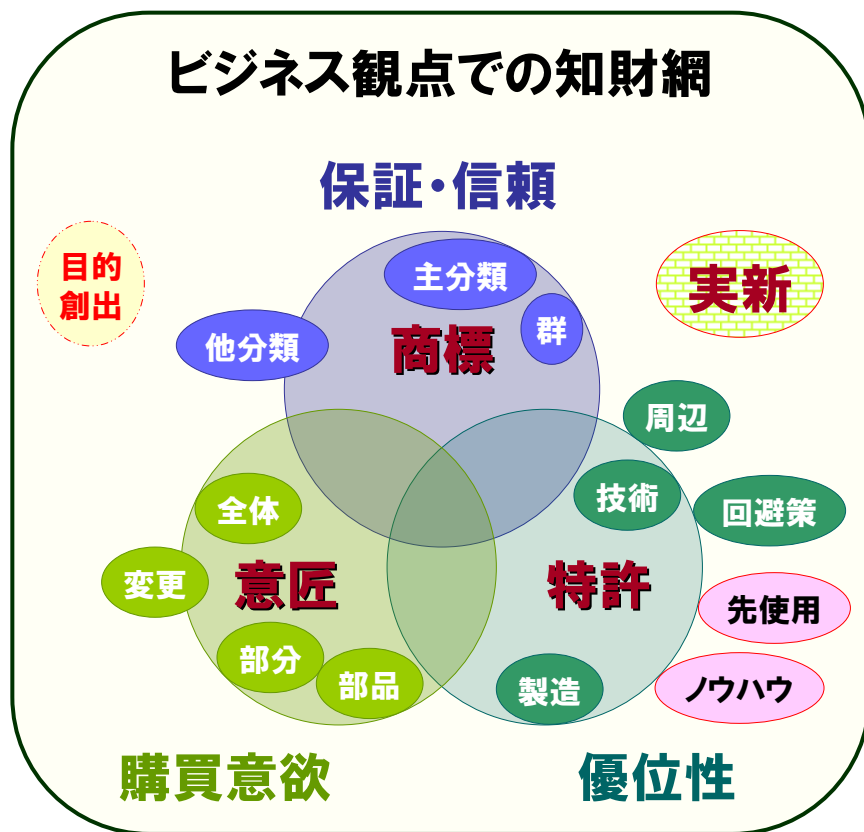 ビジネス観点での知財網
保証・信頼
目的
創出
主分類
実新
他分類
群
商標
周辺
技術
全体
回避策
変更
意匠
特許
先使用
部分
部品
製造
ノウハウ
購買意欲
優位性